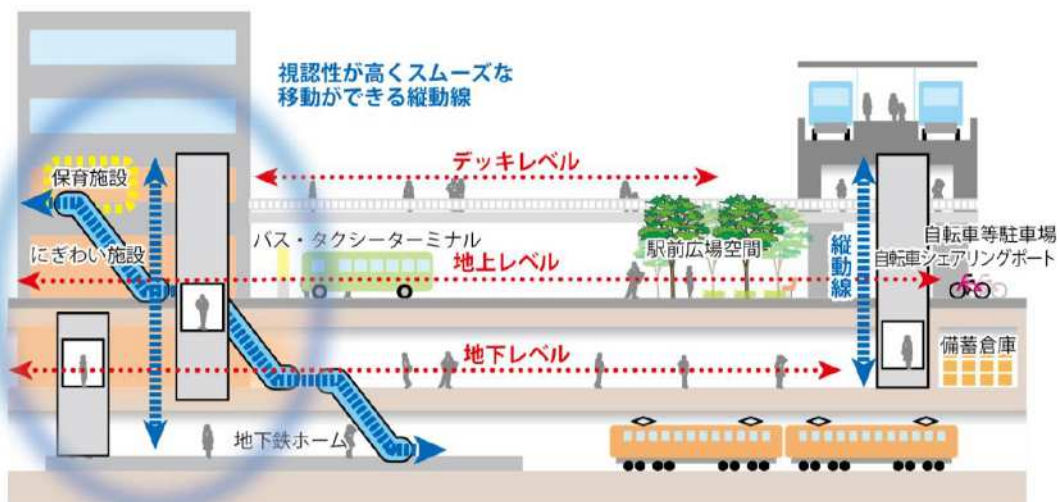 視認性が高くスムーズな
移動ができる縦動線
デッキレベル
保育施設
にぎわい施設
バス・タクシーターミナル
駅前広場空間
縦動線
自転車等駐車場
自転車シェアリングポート
地上レベル
地下レベル
備蓄倉庫
地下鉄ホーム